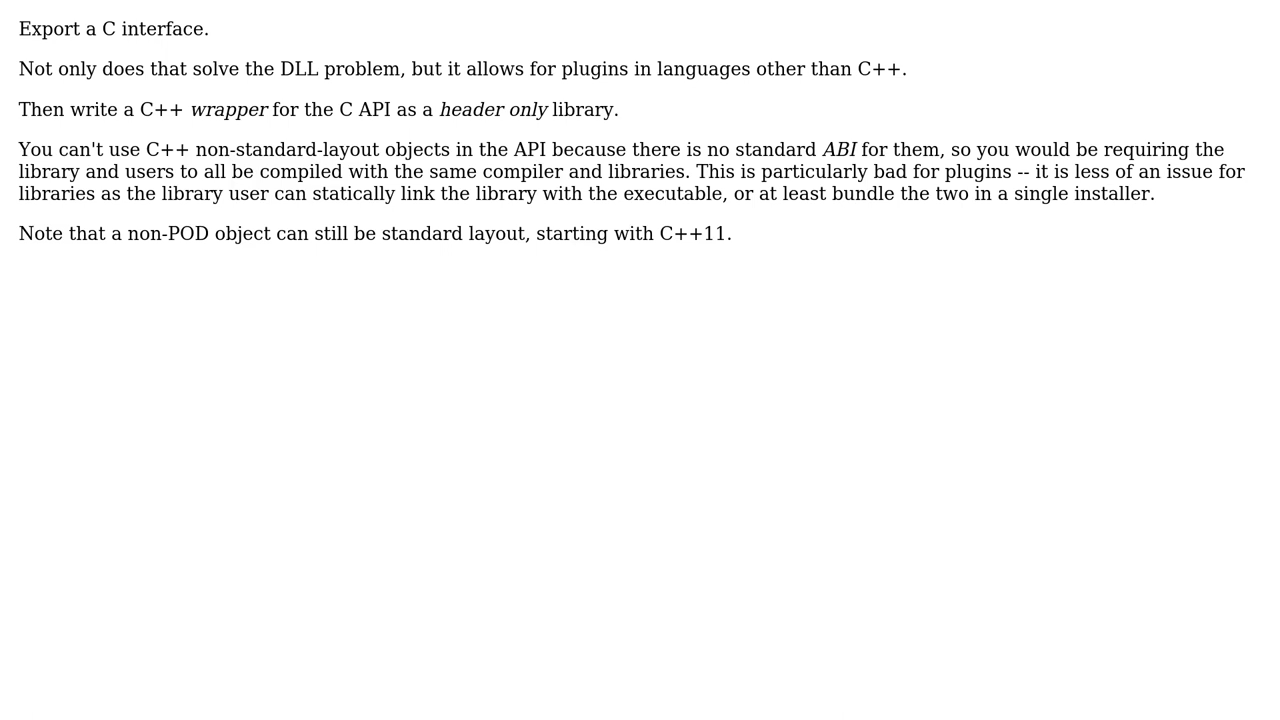 Export a C interface.
Not only does that solve the DLL problem, but it allows for plugins in languages other than C++.
Then write a C++ wrapper for the C API as a header only library.
You can't use C++ non-standard-layout objects in the API because there is no standard ABI for them, so you would be requiring the
library and users to all be compiled with the same compiler and libraries. This is particularly bad for plugins -- it is less of an issue for
libraries as the library user can statically link the library with the executable, or at least bundle the two in a single installer.
Note that a non-POD object can still be standard layout, starting with C++11.